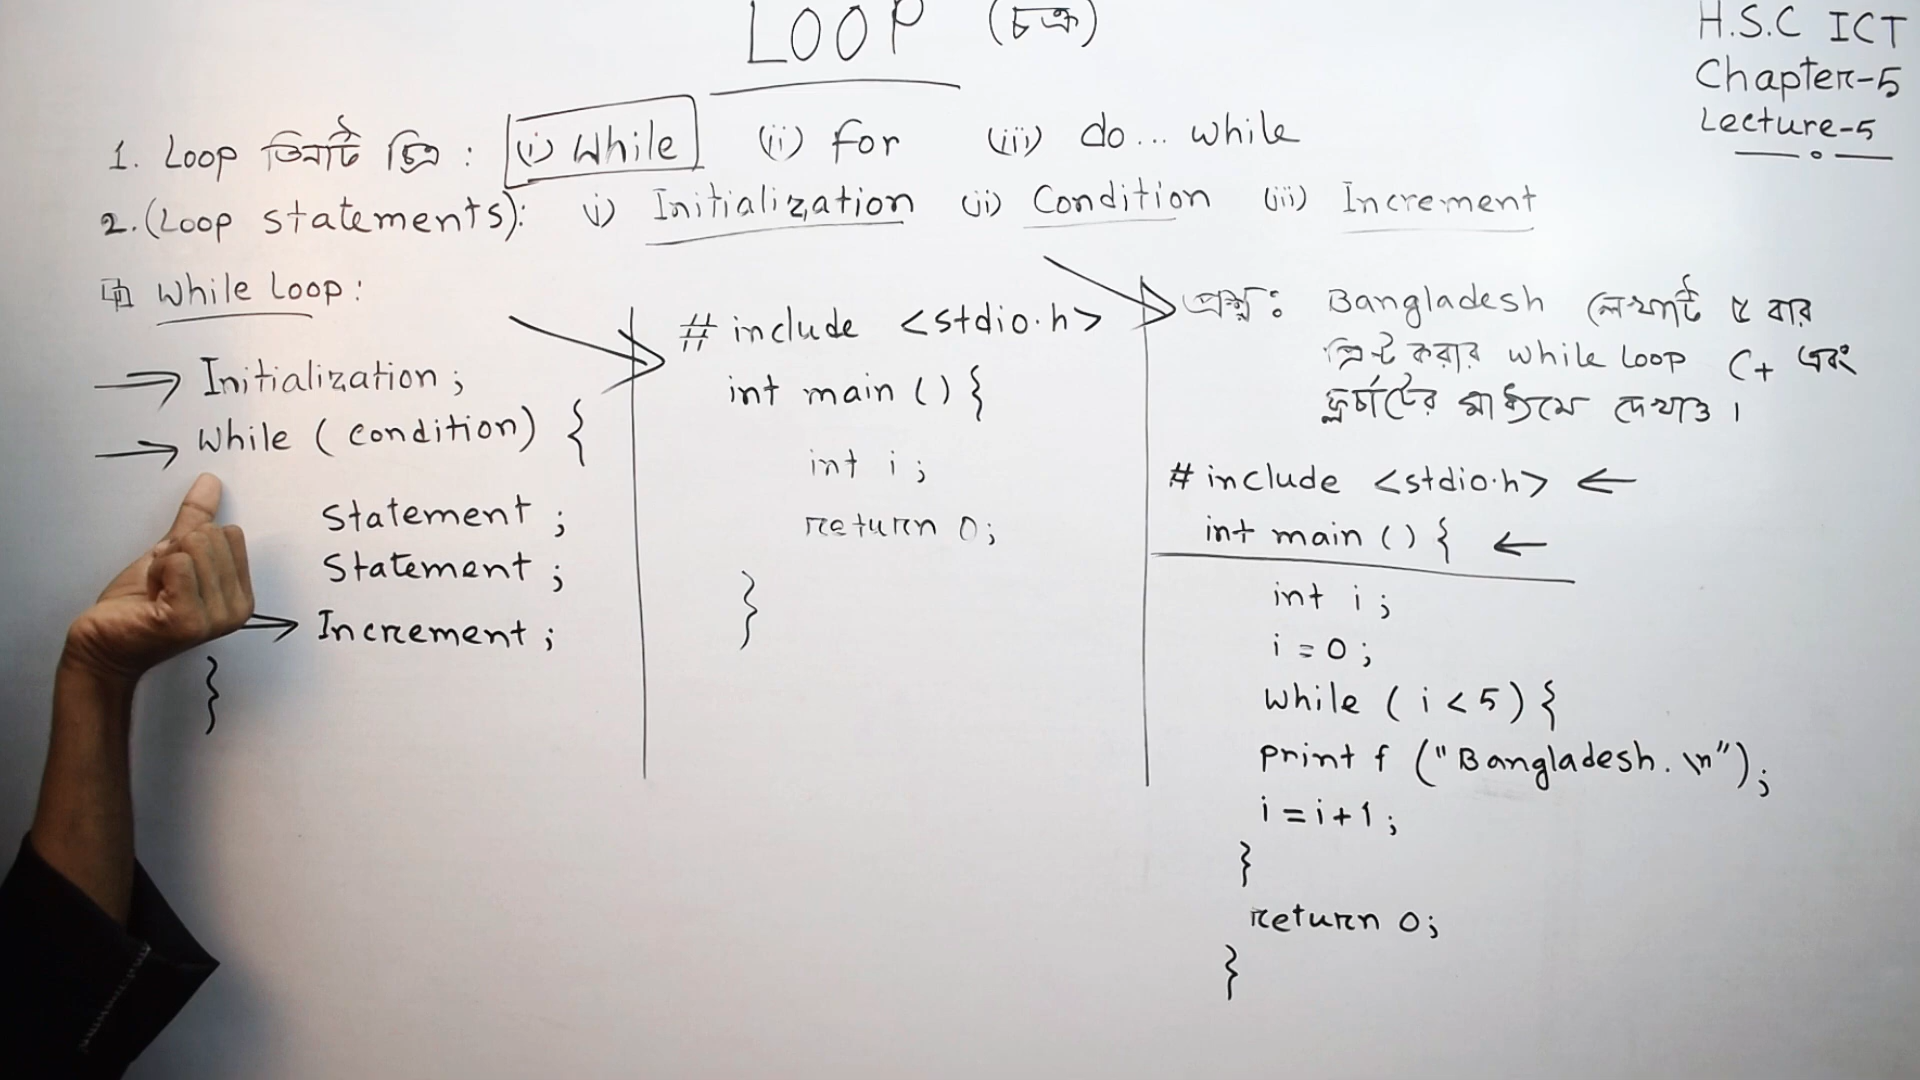 LOOP (চক্র)
H.S.C ICT
Chapter-5
Lecture-5
1. Loop তিনটি : (i) While (ii) for (iii) do... while
2. (Loop statements): i) Initialization ii) Condition iii) Increment
While Loop:
Initialization;
While (condition) {
Statement ;
Statement ;
Increment ;
}
# include <stdio.h>
int main () {
int i ;
return 0;
}
প্রশ্ন : Bangladesh লেখাটি ৫ বার
প্রিন্ট করার while loop C+ এবং
ফ্লচার্টের মাধ্যমে দেখাও।
# include <stdio.h>
int main () {
int i ;
i = 0 ;
While ( i < 5 ) {
print f ("Bangladesh. \n");
i = i + 1 ;
}
return 0;
}